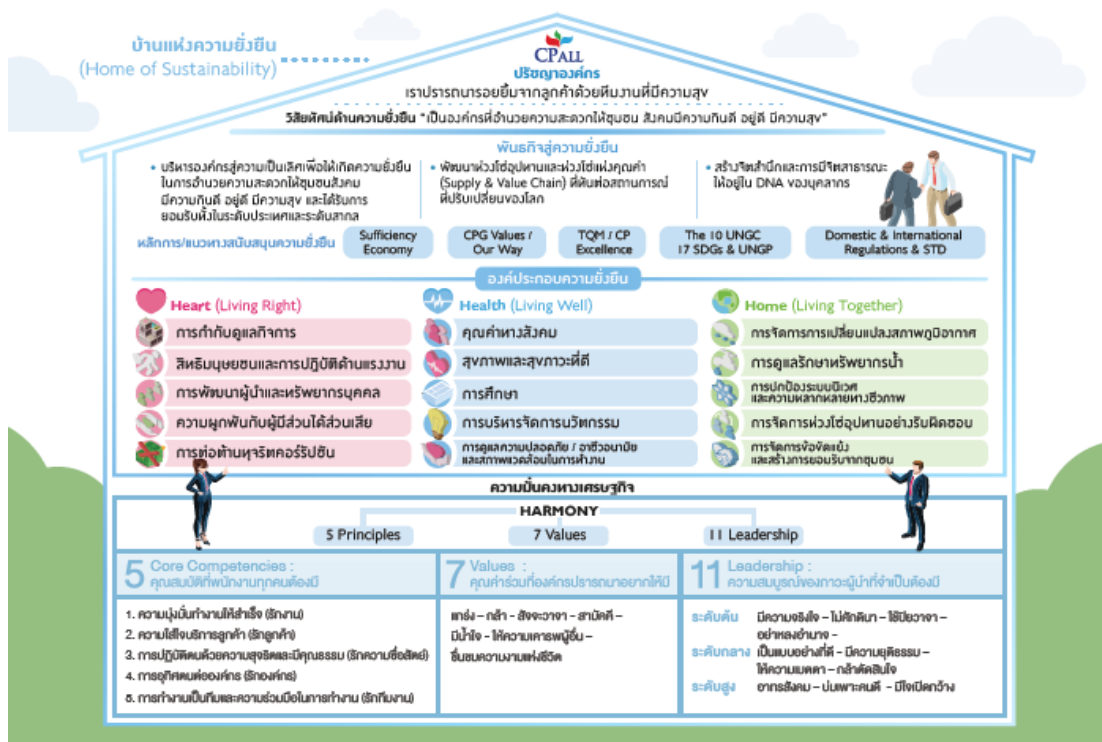 บ้านแห่งความยั่งยืน
(Home of Sustainability)
CPALL
ปรัชญาองค์กร
เราปรารถนารอยยิ้มจากลูกค้าด้วยทีมงานที่มีความสุข
วิสัยทัศน์ด้านความยั่งยืน "เป็นองค์กรที่อำนวยความสะดวกให้ชุมชน สังคมมีความกินดี อยู่ดี มีความสุข"
พันธกิจสู่ความยั่งยืน
• บริหารองค์กรสู่ความเป็นเลิศเพื่อให้เกิดความยั่งยืน
ในการอำนวยความสะดวกให้ชุมชนสังคม
มีความกินดี อยู่ดี มีความสุข และได้รับการ
ยอมรับทั้งในระดับประเทศและระดับสากล
• พัฒนาห่วงโซ่อุปทานและห่วงโซ่แห่งคุณค่า
(Supply & Value Chain) ที่ทันต่อสถานการณ์
ที่ปรับเปลี่ยนของโลก
• สร้างจิตสำนึกและการมีจิตสาธารณะ
ให้อยู่ใน DNA ของบุคลากร
หลักการ/แนวทางสนับสนุนความยั่งยืน
Sufficiency
Economy
CPG Values /
Our Way
TQM / CP
Excellence
The 10 UNGC
17 SDGs & UNGP
Domestic & International
Regulations & STD
องค์ประกอบความยั่งยืน
Heart (Living Right)
การกำกับดูแลกิจการ
สิทธิมนุษยชนและการปฏิบัติด้านแรงงาน
การพัฒนาผู้นำและทรัพยากรบุคคล
ความผูกพันกับผู้มีส่วนได้ส่วนเสีย
การต่อต้านทุจริตคอร์รัปชัน
Health (Living Well)
คุณค่าทางสังคม
สุขภาพและสุขภาวะที่ดี
การศึกษา
การบริหารจัดการนวัตกรรม
การดูแลความปลอดภัย / อาชีวอนามัย
และสภาพแวดล้อมในการทำงาน
Home (Living Together)
การจัดการการเปลี่ยนแปลงสภาพภูมิอากาศ
การดูแลรักษาทรัพยากรน้ำ
การปกป้องระบบนิเวศ
และความหลากหลายทางชีวภาพ
การจัดการห่วงโซ่อุปทานอย่างรับผิดชอบ
การจัดการข้อขัดแย้ง
และสร้างการยอมรับจากชุมชน
ความมั่นคงทางเศรษฐกิจ
HARMONY
5 Principles
7 Values
11 Leadership
5 Core Competencies :
คุณสมบัติที่พนักงานทุกคนต้องมี
1. ความมุ่งมั่นทำงานให้สำเร็จ (รักงาน)
2. ความใส่ใจบริการลูกค้า (รักลูกค้า)
3. การปฏิบัติตนด้วยความสุจริตและมีคุณธรรม (รักความซื่อสัตย์)
4. การอุทิศตนต่อองค์กร (รักองค์กร)
5. การทำงานเป็นทีมและความร่วมมือในการทำงาน (รักทีมงาน)
7 Values :
คุณค่าร่วมที่องค์กรปรารถนาอยากให้มี
แกร่ง – กล้า - สัจจะวาจา - สามัคคี –
มีน้ำใจ - ให้ความเคารพผู้อื่น –
ชื่นชมความงามแห่งชีวิต
11 Leadership :
ความสมบูรณ์ของภาวะผู้นำที่จำเป็นต้องมี
ระดับต้น มีความจริงใจ – ไม่ศักดินา – ใช้ปิยวาจา –
อย่าหลงอำนาจ -
ระดับกลาง เป็นแบบอย่างที่ดี - มีความยุติธรรม –
ให้ความเมตตา – กล้าตัดสินใจ
ระดับสูง อาทรสังคม – บ่มเพาะคนดี - มีใจเปิดกว้าง